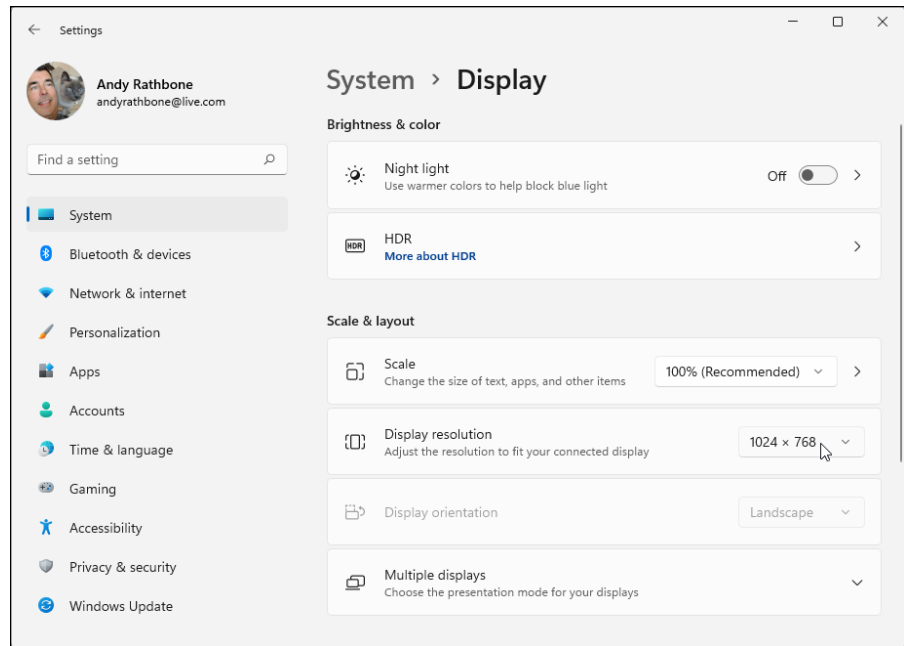 Settings
Andy Rathbone
andyrathbone@live.com
Find a setting
System
Bluetooth & devices
Network & internet
Personalization
Apps
Accounts
Time & language
Gaming
Accessibility
Privacy & security
Windows Update
System > Display
Brightness & color
Night light
Use warmer colors to help block blue light
Off
HDR
HDR
More about HDR
Scale & layout
Scale
Change the size of text, apps, and other items
100% (Recommended)
Display resolution
Adjust the resolution to fit your connected display
1024 × 768
Display orientation
Landscape
Multiple displays
Choose the presentation mode for your displays